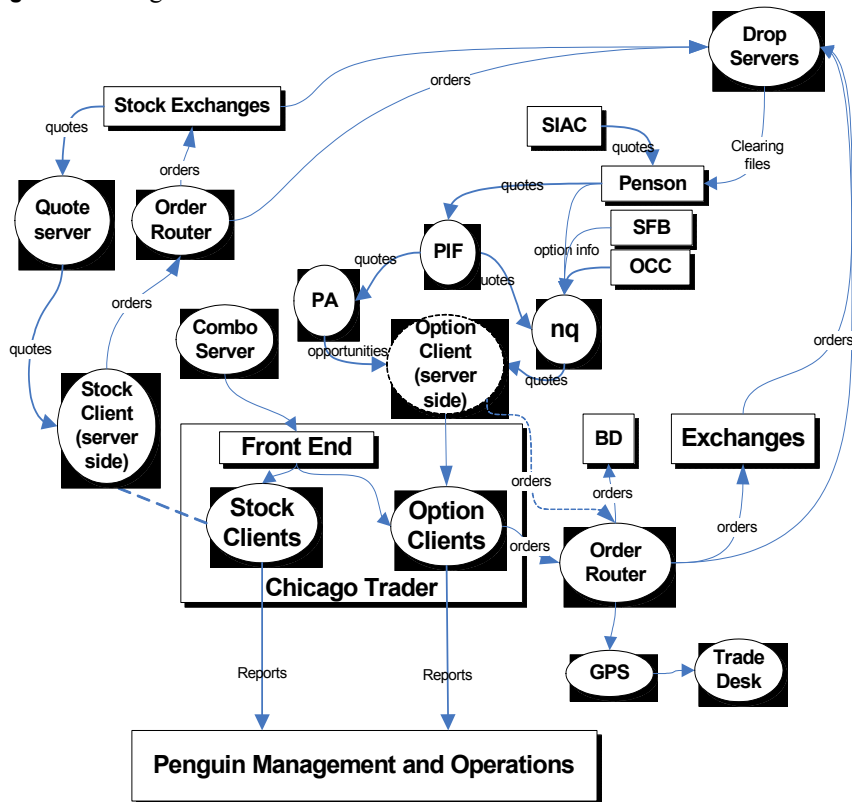 Drop
Servers
orders
Stock Exchanges
quotes
SIAC
quotes
Clearing
files
orders
Penson
quotes
Quote
server
Order
Router
SFB
option info
PIF
OCC
quotes
uotes
PA
nq
orders
Combo
Server
Option
Client
(server
side)
opportunities
orders
quotes
quotes
Stock
Client
(server
side)
Front End
BD
Exchanges
orders
Stock
Clients
Option
Clients
orders
orders
orders
Order
Router
Chicago Trader
Reports
Reports
GPS
Trade
Desk
Penguin Management and Operations